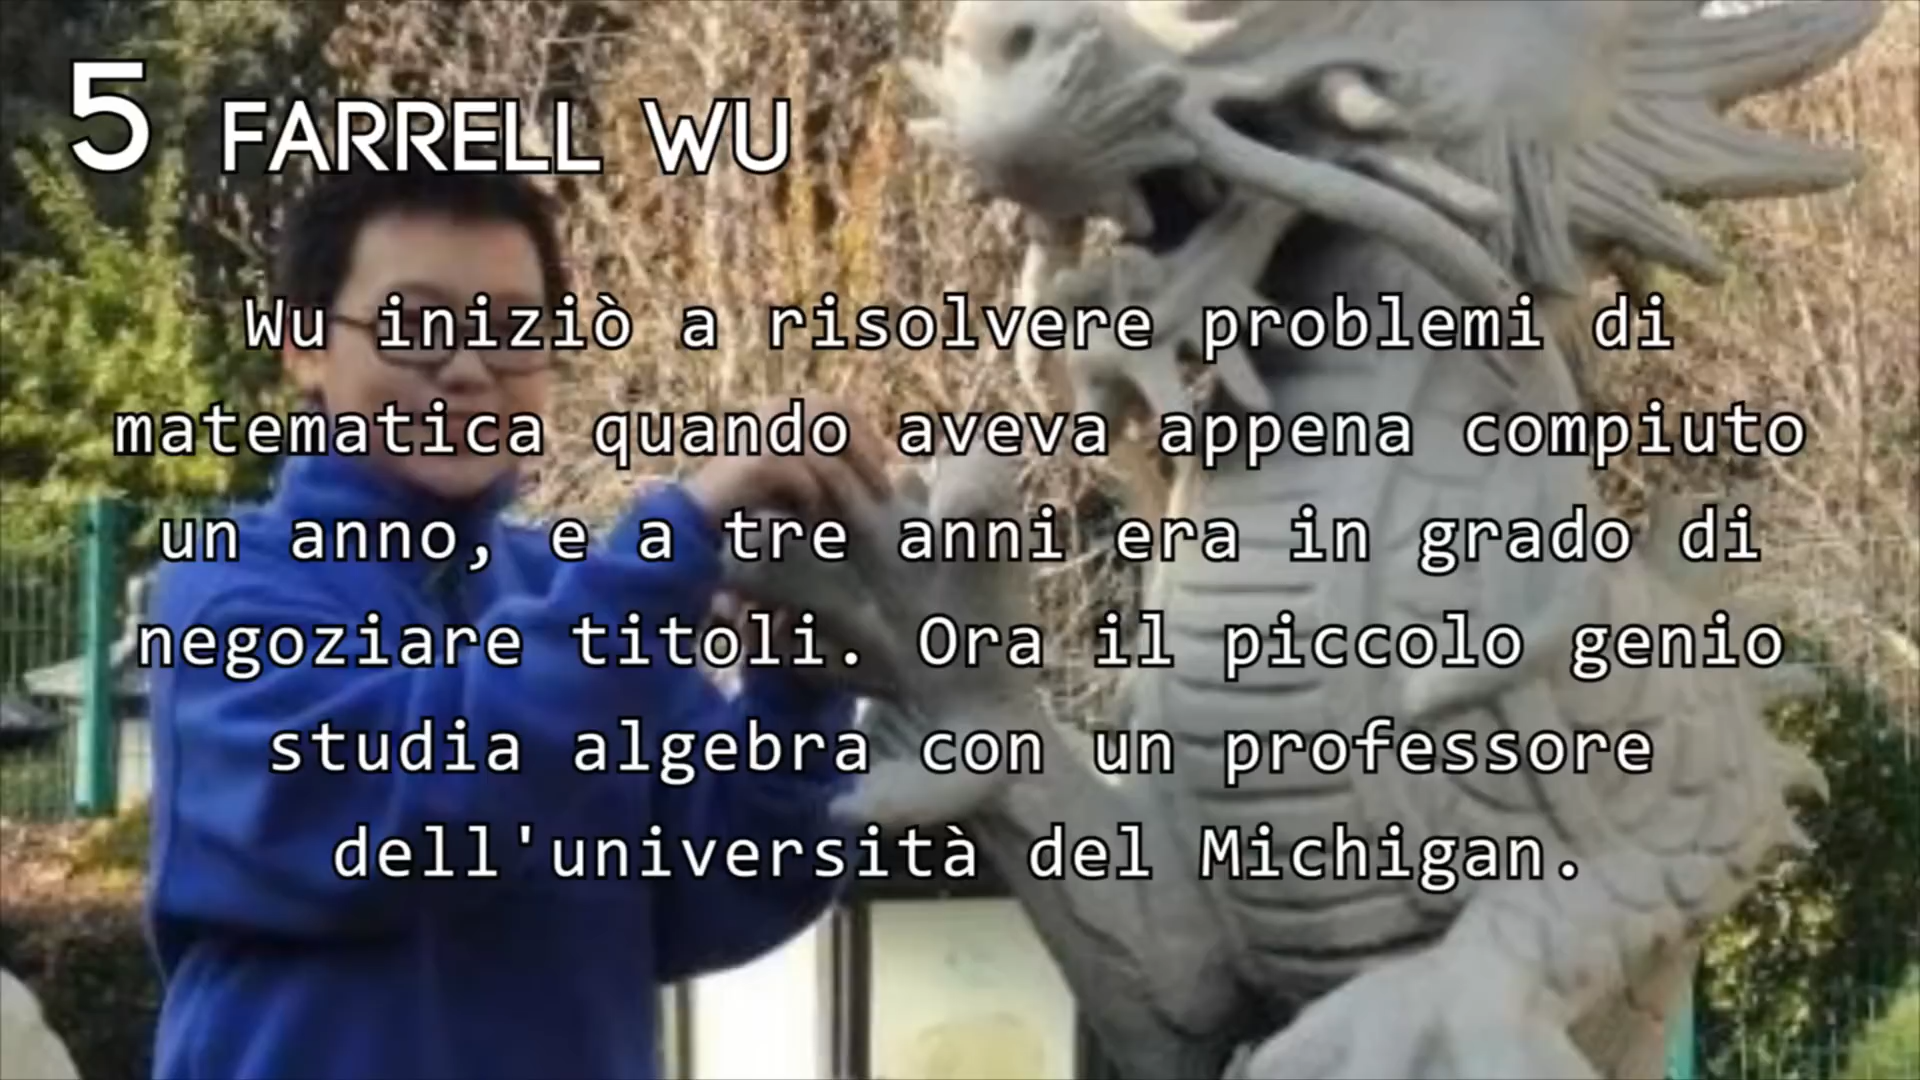 5 FARRELL WU
Wu iniziò a risolvere problemi di
matematica quando aveva appena compiuto
un anno, e a tre anni era in grado di
negoziare titoli. Ora il piccolo genio
studia algebra con un professore
dell'università del Michigan.